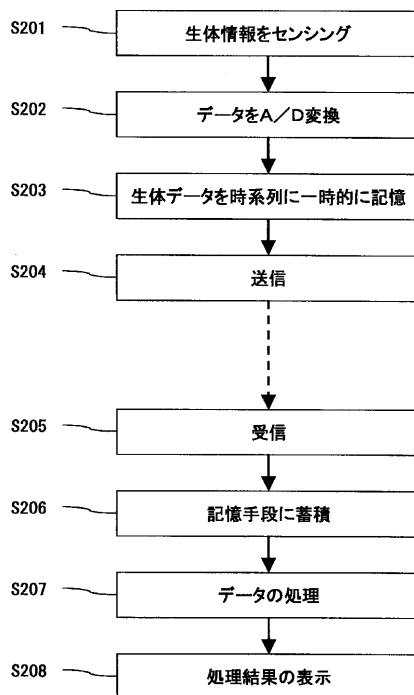 S201 生体情報をセンシング
S202 データをA/D変換
S203 生体データを時系列に一時的に記憶
S204 送信
S205 受信
S206 記憶手段に蓄積
S207 データの処理
S208 処理結果の表示